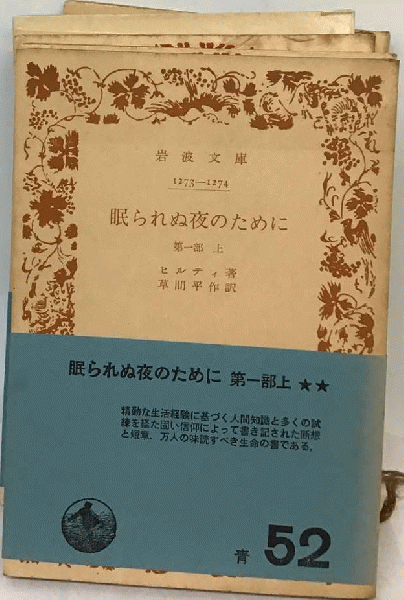 岩波文庫
1273—1274
眠られぬ夜のために
第一部 上
ヒルティ著
草間平作訳
眠られぬ夜のために 第一部上 ★★
精勤な生活経験に基づく人間知識と多くの試
練を経た固い信仰によって書き記された断想
と短章．万人の味読すべき生命の書である．
青 52